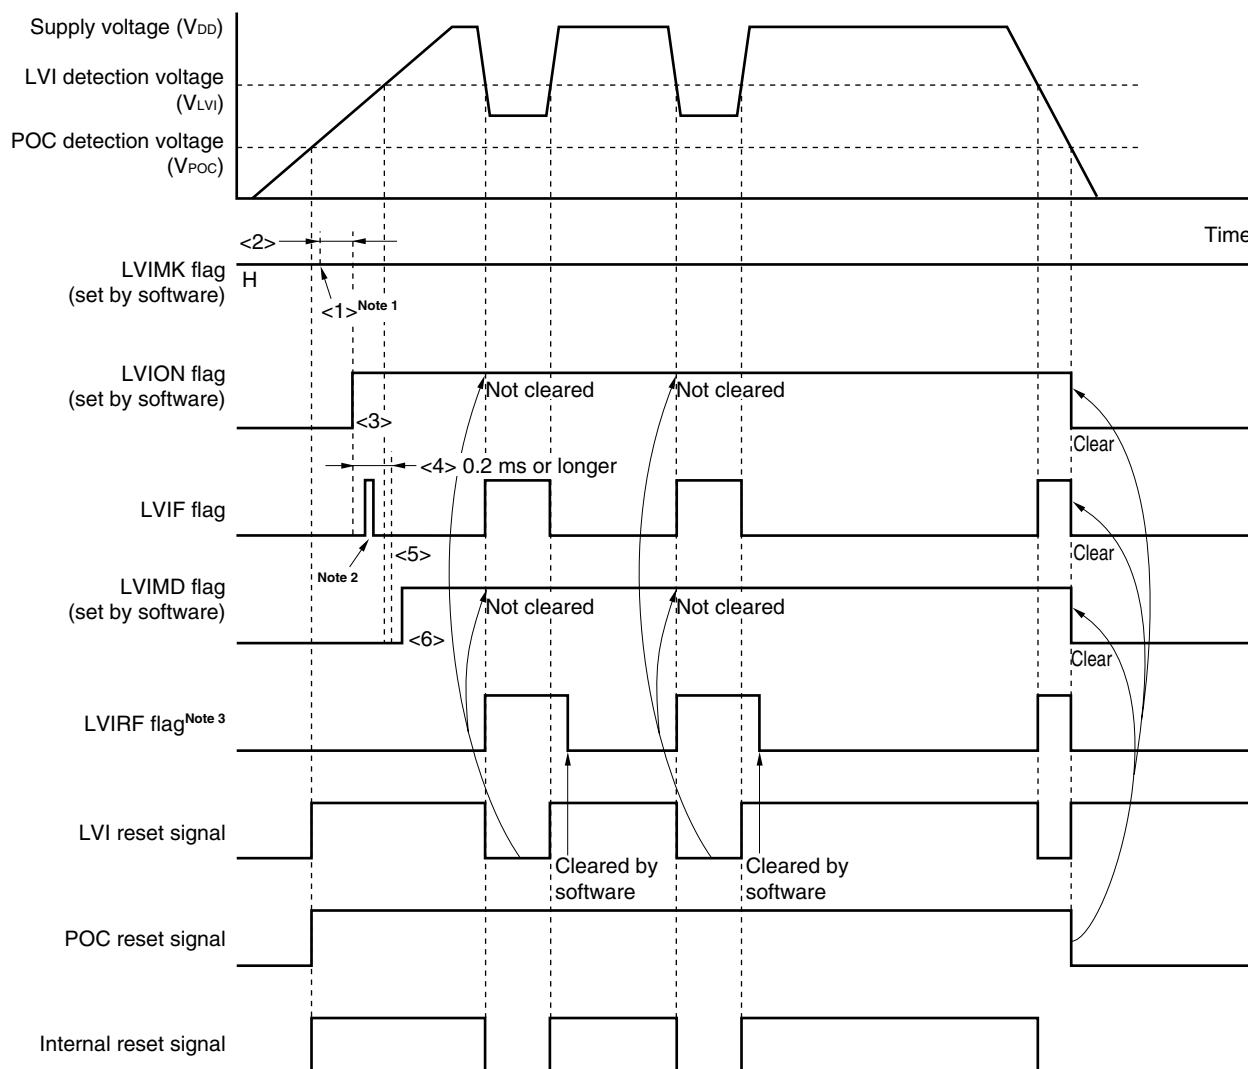 Supply voltage (VDD)
LVI detection voltage
(VLVI)
POC detection voltage
(VPOC)
Time
<2>
LVIMK flag
(set by software)
H
<1>Note 1
LVION flag
(set by software)
Not cleared
Not cleared
<3>
Clear
<4> 0.2 ms or longer
LVIF flag
Note 2
<5>
Clear
LVIMD flag
(set by software)
Not cleared
Not cleared
<6>
Clear
LVIRF flagNote 3
LVI reset signal
Cleared by
software
Cleared by
software
POC reset signal
Internal reset signal